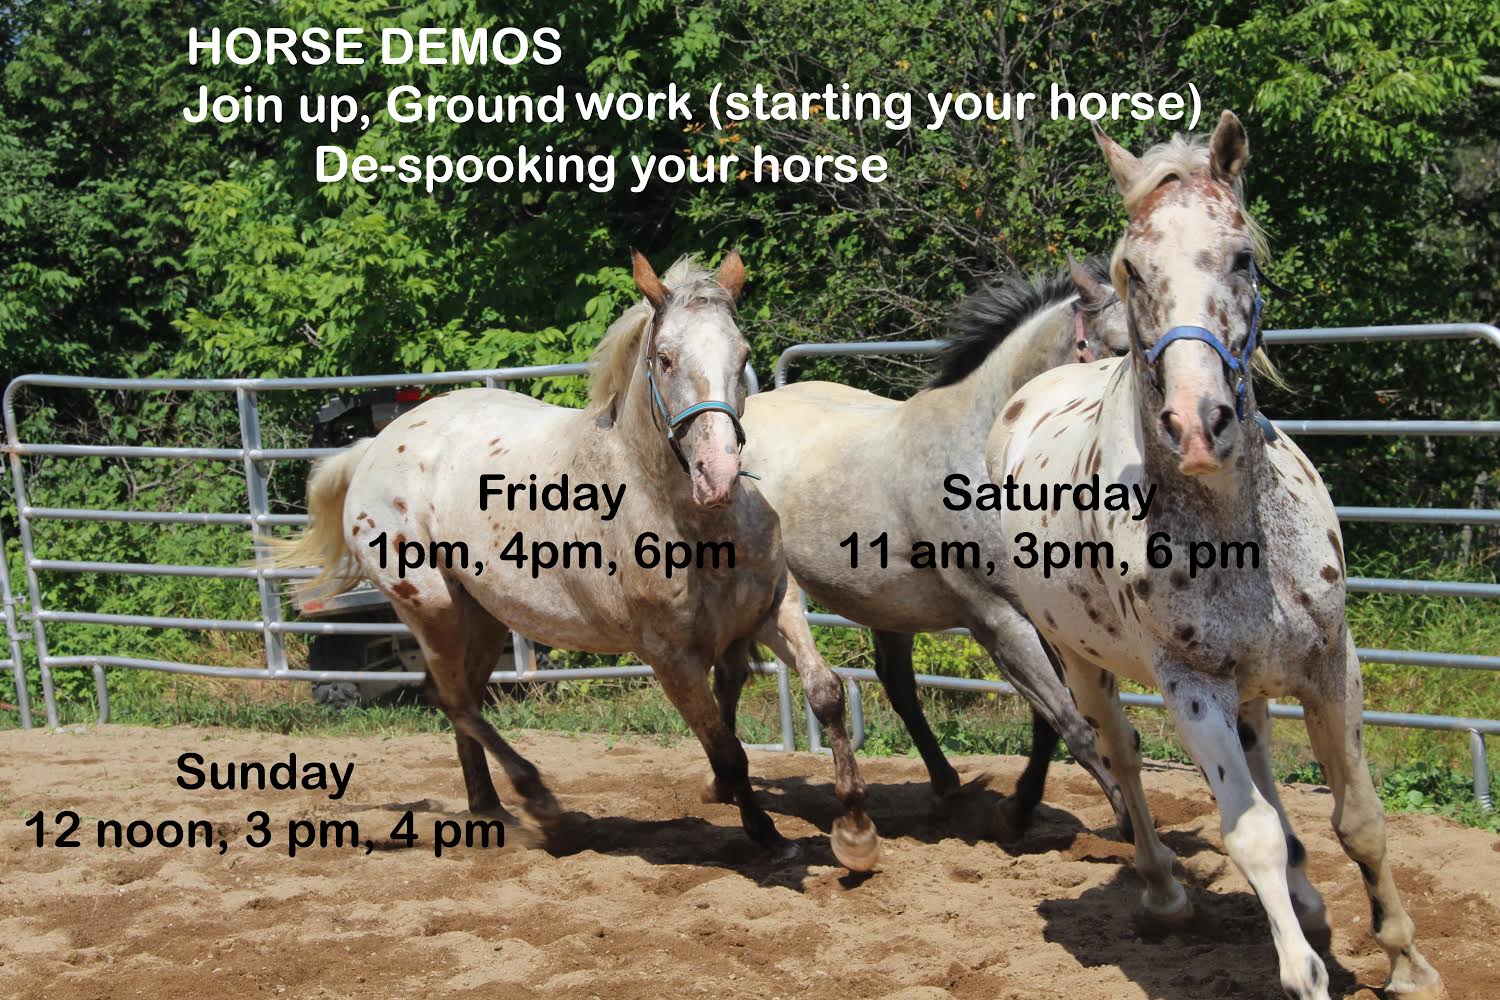 HORSE DEMOS
Join up, Ground work (starting your horse)
De-spooking your horse
Friday
1pm, 4pm, 6pm
Saturday
11 am, 3pm, 6 pm
Sunday
12 noon, 3 pm, 4 pm